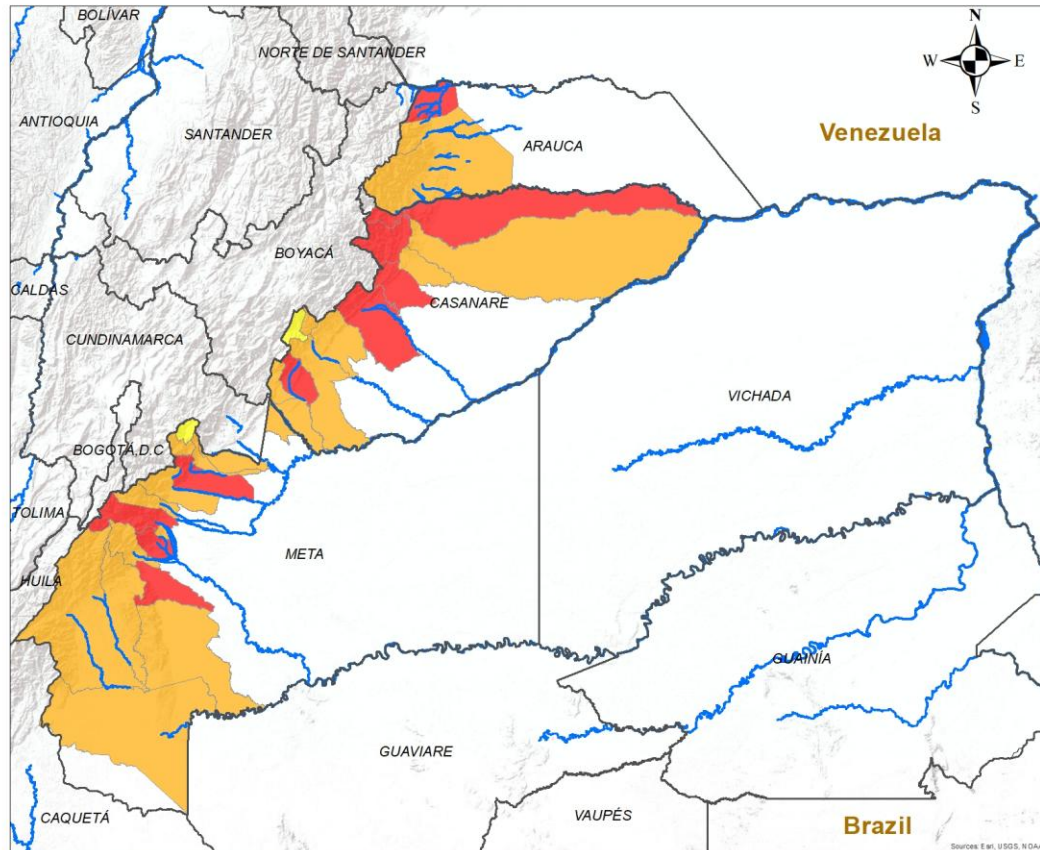 BOLÍVAR
N
NORTE DE SANTANDER
W E
S
ANTIOQUIA
SANTANDER
ARAUCA
Venezuela
BOYACÁ
CALDAS
CASANARE
CUNDINAMARCA
VICHADA
BOGOTÁ,D.C
TOLIMA
META
HUILA
GUAINÍA
GUAVIARE
CAQUETÁ
VAUPÉS
Brazil
Sources: Esri, USGS, NOAA